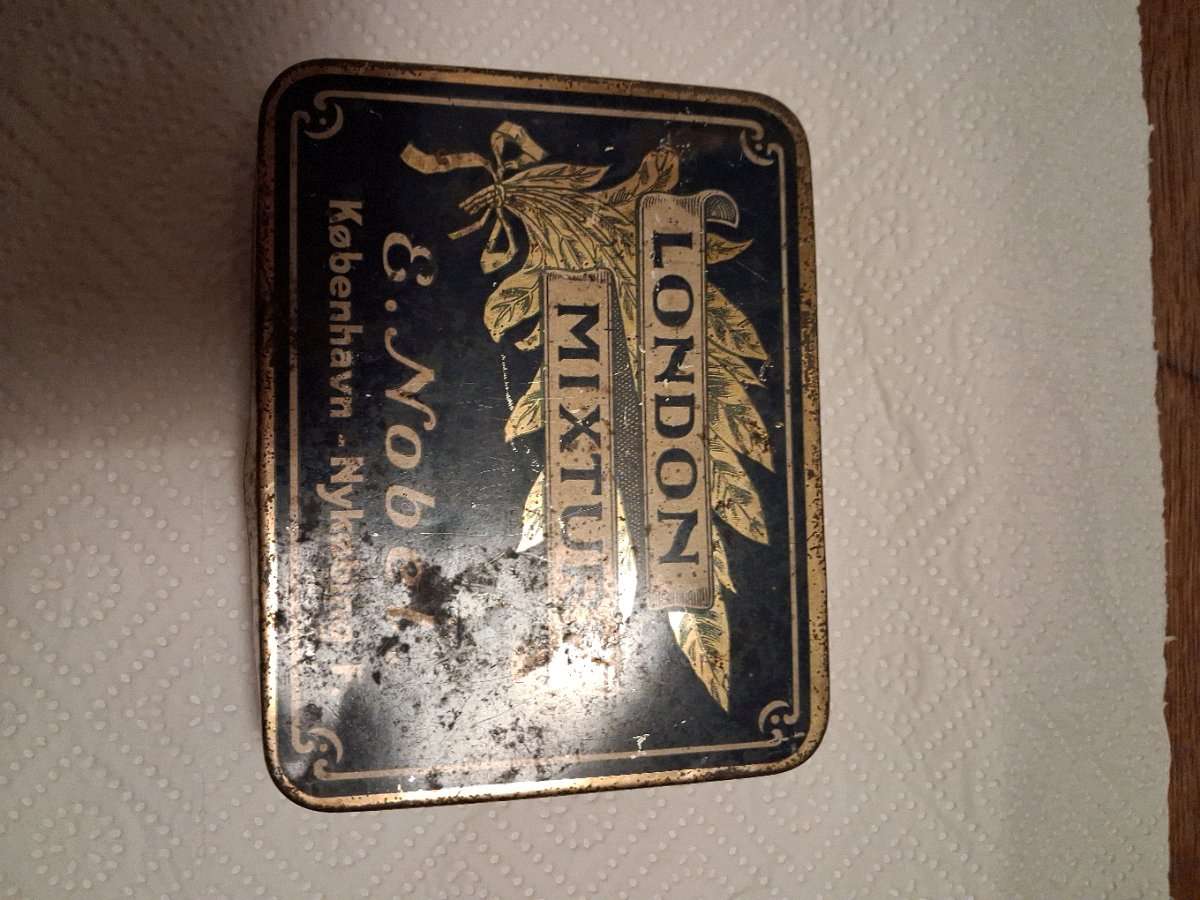 LONDON
MIXTURE
E. Nobel.
København - Nykøbing F.